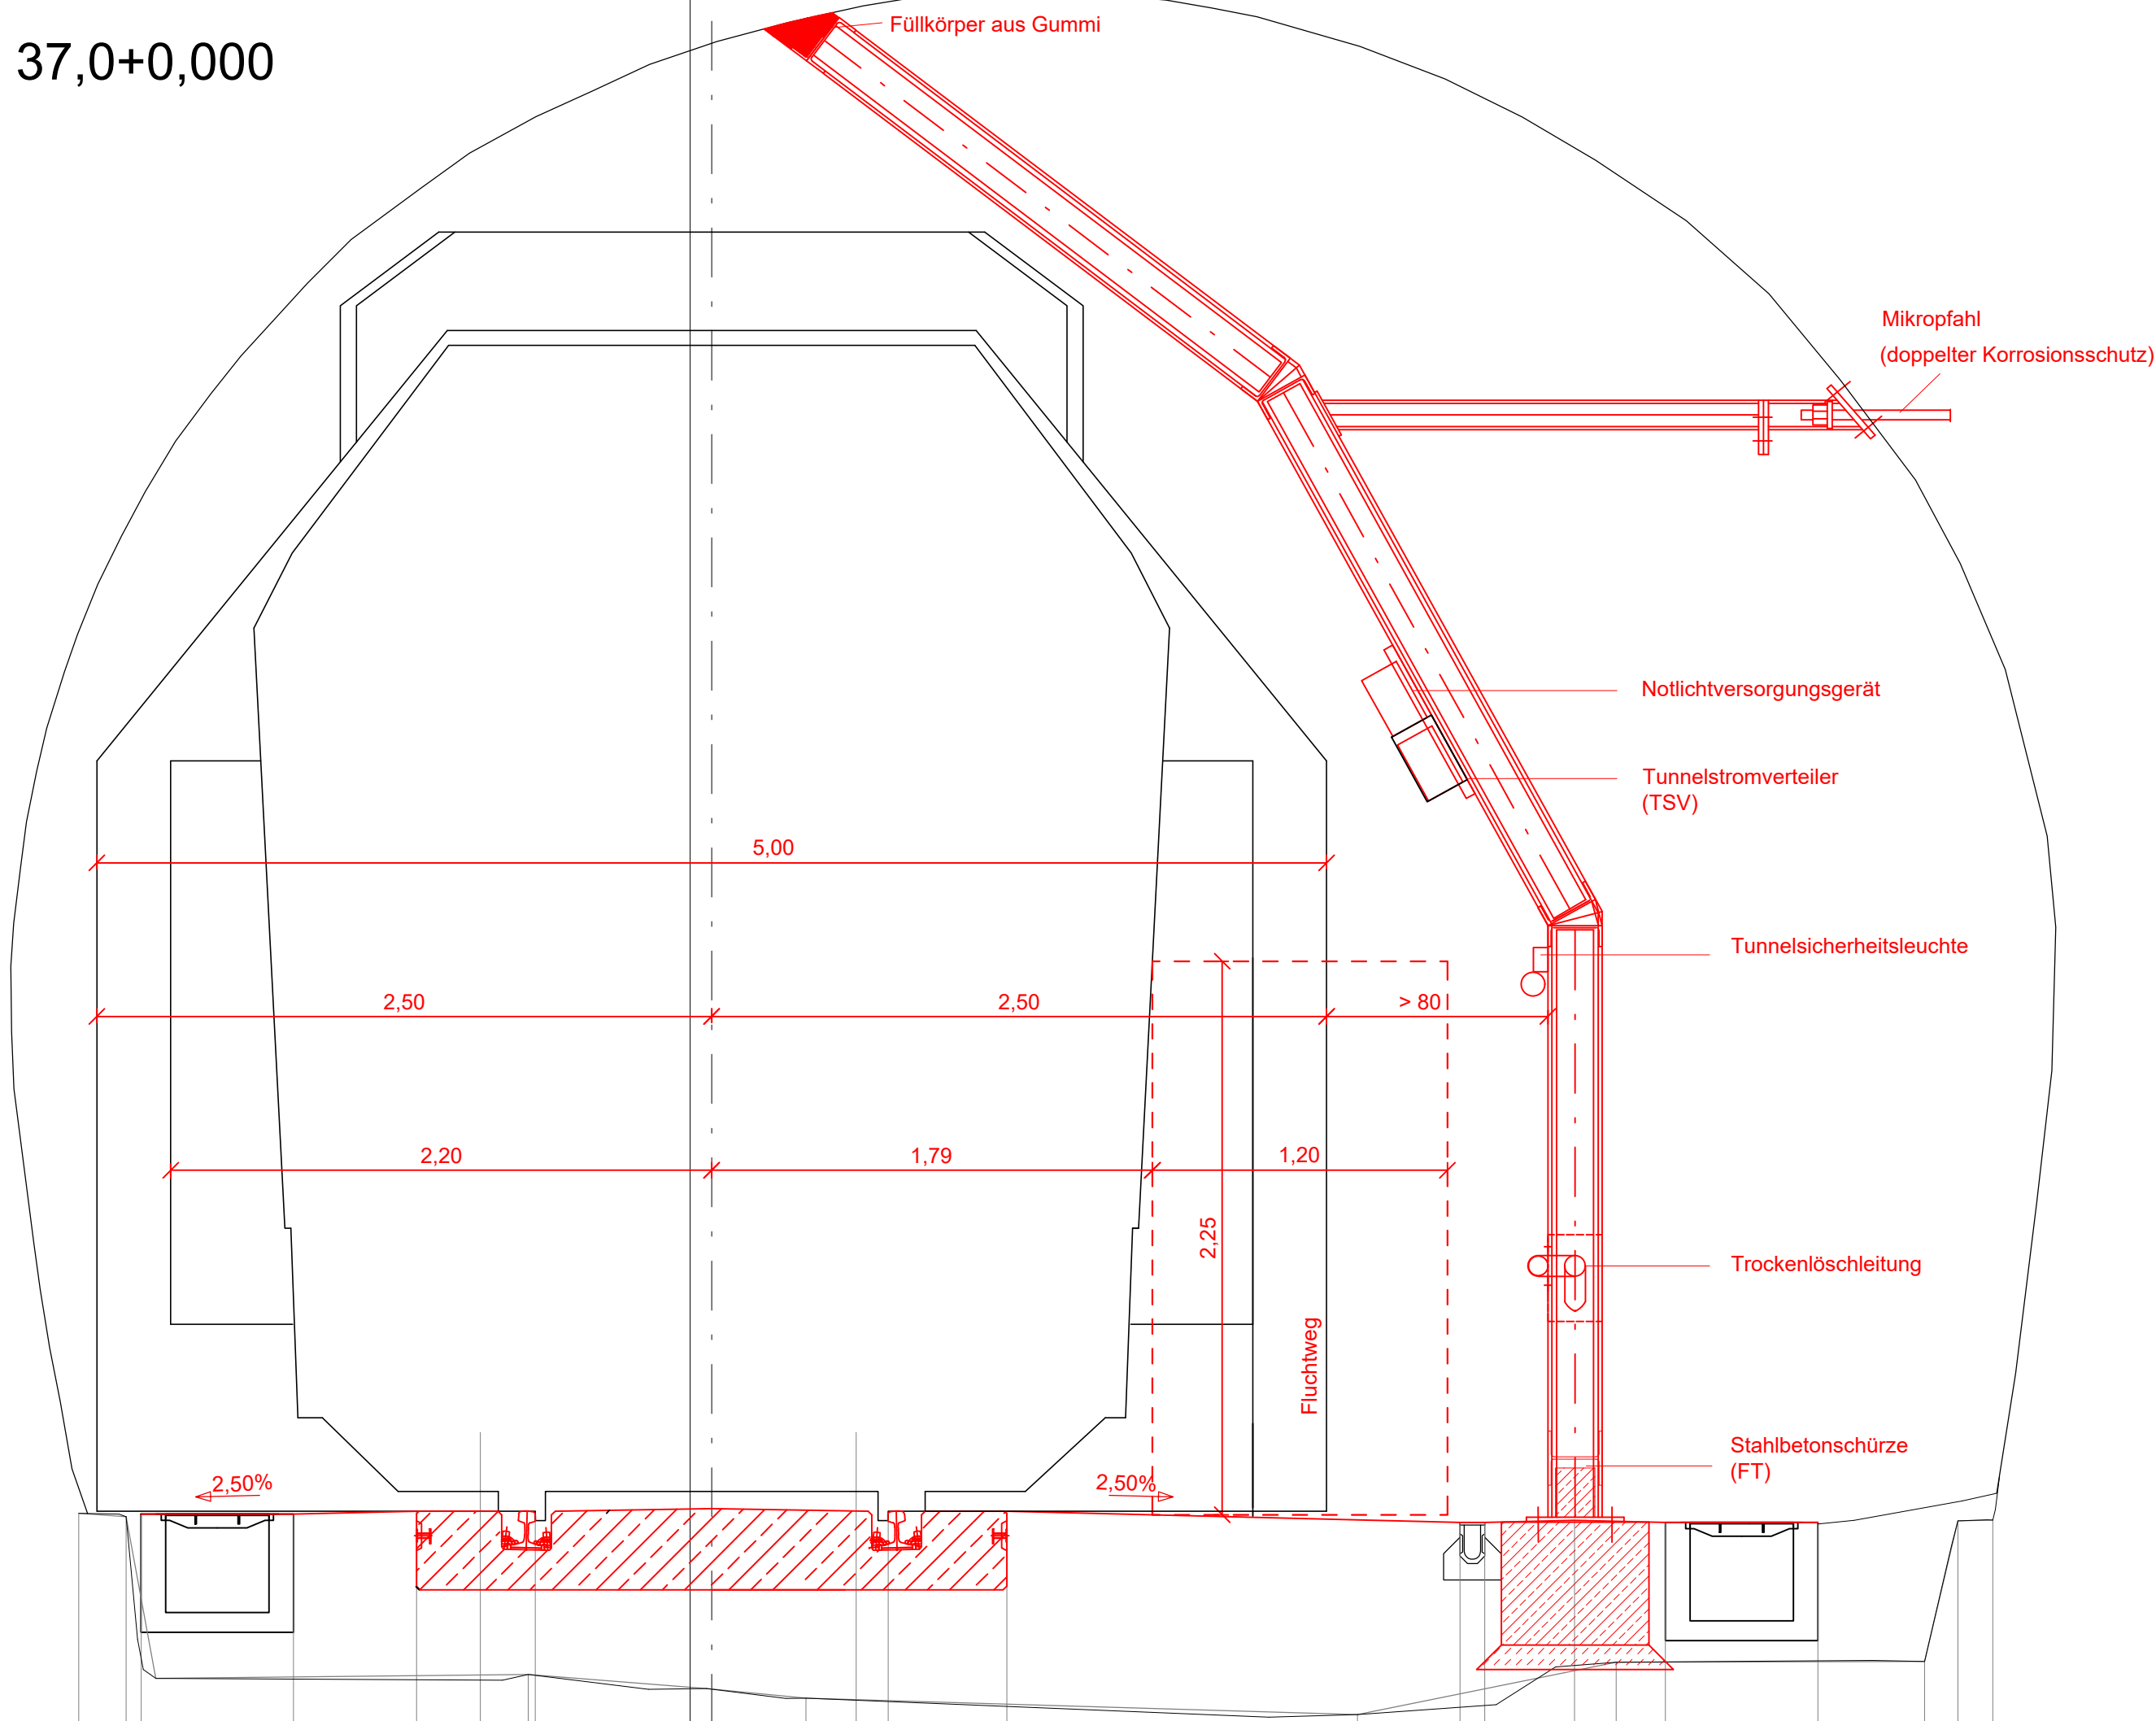 37,0+0,000
Füllkörper aus Gummi
Mikropfahl
(doppelter Korrosionsschutz)
Notlichtversorgungsgerät
Tunnelstromverteiler
(TSV)
5,00
Tunnelsicherheitsleuchte
2,50
2,50
> 80
2,20
1,79
1,20
2,25
Trockenlöschleitung
Fluchtweg
Stahlbetonschürze
(FT)
2,50%
2,50%